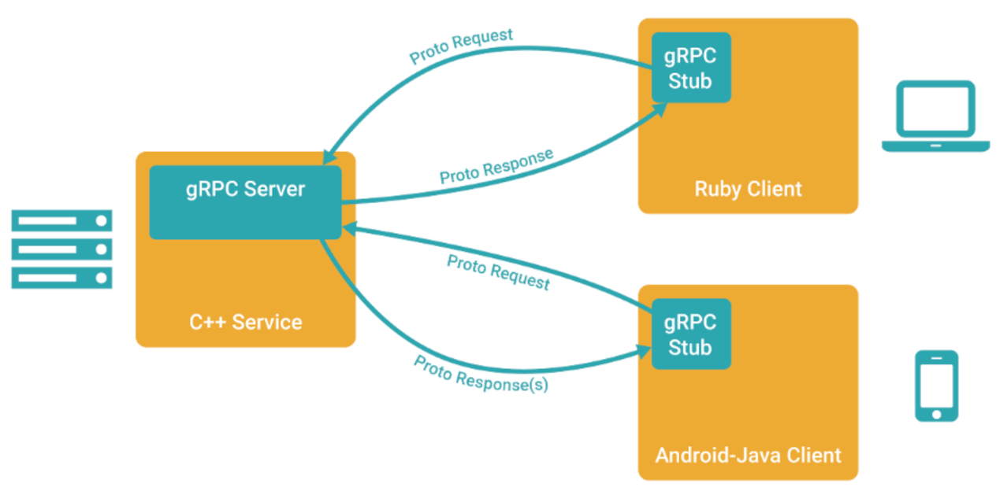 Proto Request
gRPC
Stub
Proto Response
Ruby Client
gRPC Server
C++ Service
Proto Request
gRPC
Stub
Proto Response(s)
Android-Java Client